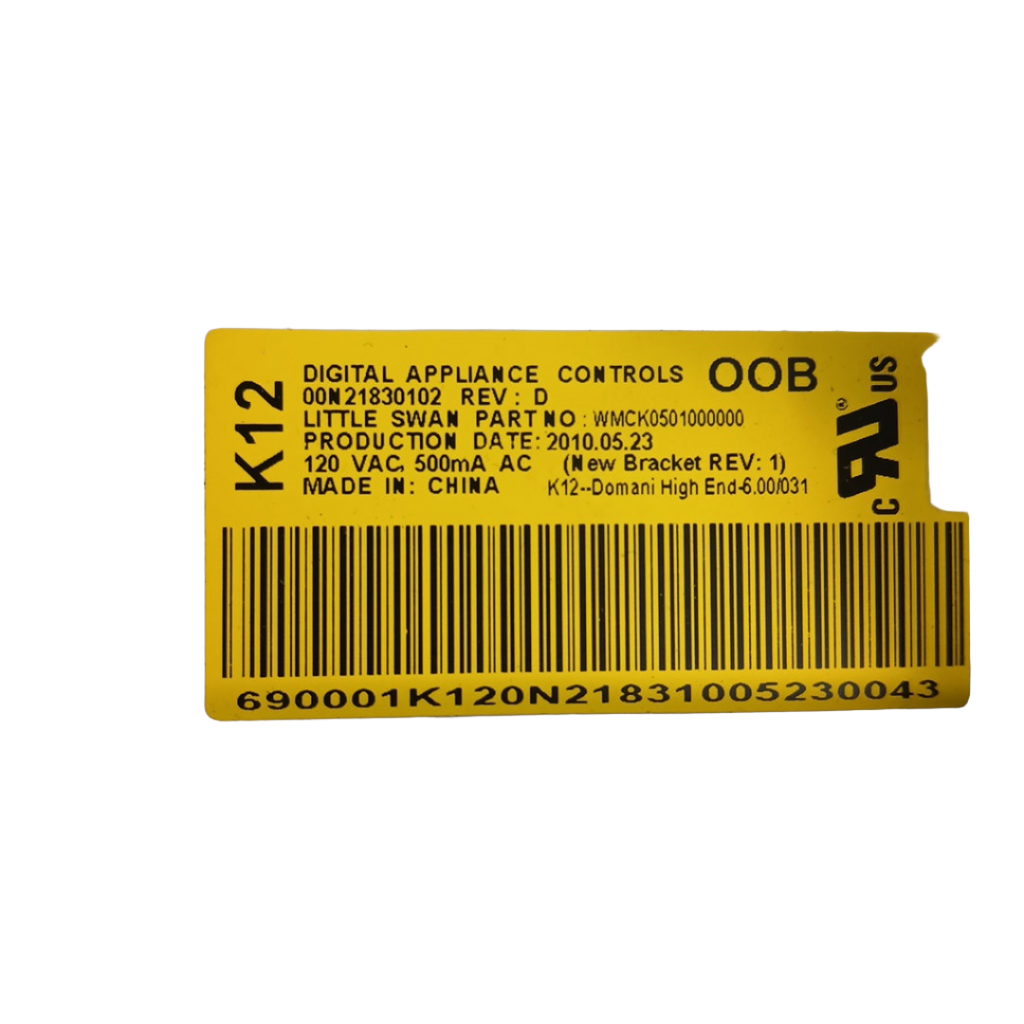 K12
DIGITAL APPLIANCE CONTROLS OOB
00N21830102 REV: D
LITTLE SWAN PART NO: WMCK0501000000
PRODUCTION DATE: 2010.05.23
120 VAC, 500mA AC (New Bracket REV: 1)
MADE IN: CHINA K12--Domani High End-6.00/031
C RU® US
690001K120N21831005230043